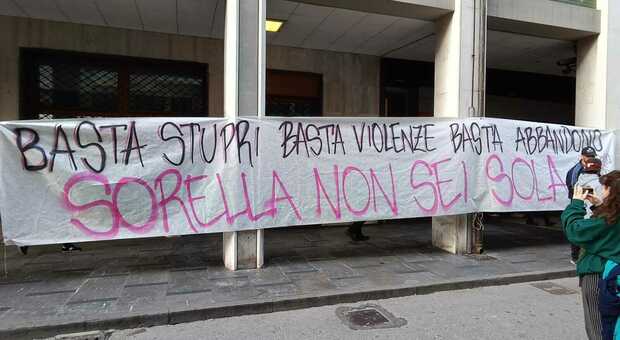 BASTA STUPRI BASTA VIOLENZE BASTA ABBANDONO
SORELLA NON SEI SOLA